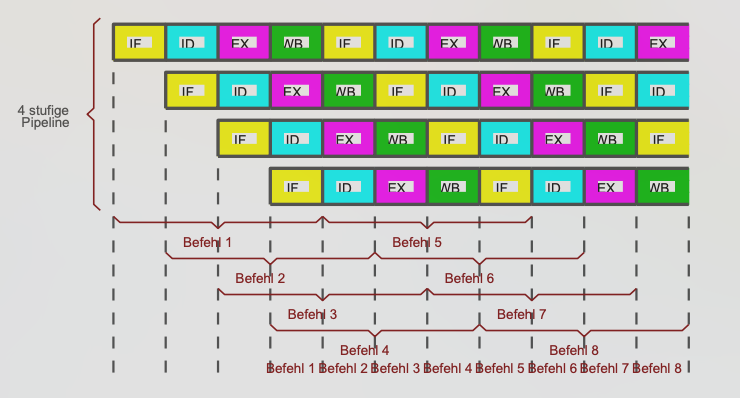 IF ID EX WB IF ID EX WB IF ID EX
IF ID EX WB IF ID EX WB IF ID
4 stufige
Pipeline
IF ID EX WB IF ID EX WB IF
IF ID EX WB IF ID EX WB
Befehl 1 Befehl 5
Befehl 2 Befehl 6
Befehl 3 Befehl 7
Befehl 4 Befehl 8
Befehl 1 Befehl 2 Befehl 3 Befehl 4 Befehl 5 Befehl 6 Befehl 7 Befehl 8